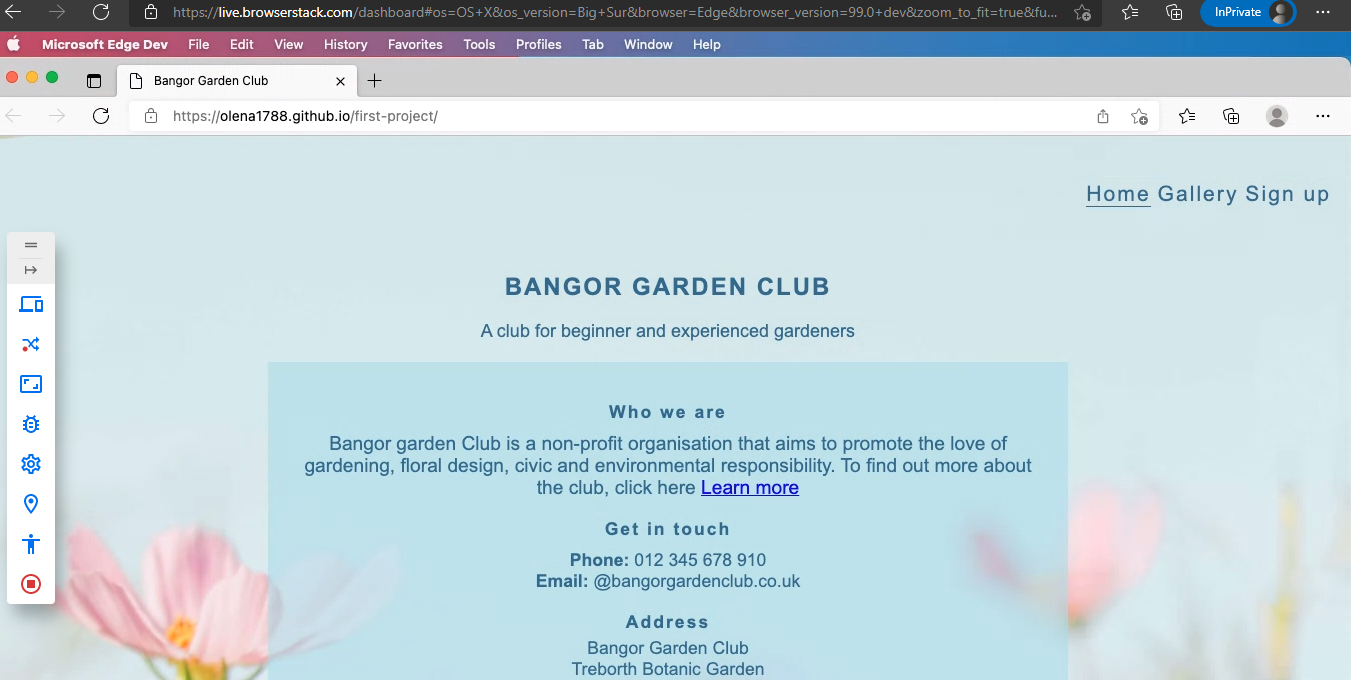 https://live.browserstack.com/dashboard#os=OS+X&os_version=Big+Sur&browser=Edge&browser_version=99.0+dev&zoom_to_fit=true&fu...
InPrivate
Microsoft Edge Dev File Edit View History Favorites Tools Profiles Tab Window Help
Bangor Garden Club
https://olena1788.github.io/first-project/
Home Gallery Sign up
BANGOR GARDEN CLUB
A club for beginner and experienced gardeners
Who we are
Bangor garden Club is a non-profit organisation that aims to promote the love of
gardening, floral design, civic and environmental responsibility. To find out more about
the club, click here Learn more
Get in touch
Phone: 012 345 678 910
Email: @bangorgardenclub.co.uk
Address
Bangor Garden Club
Treborth Botanic Garden